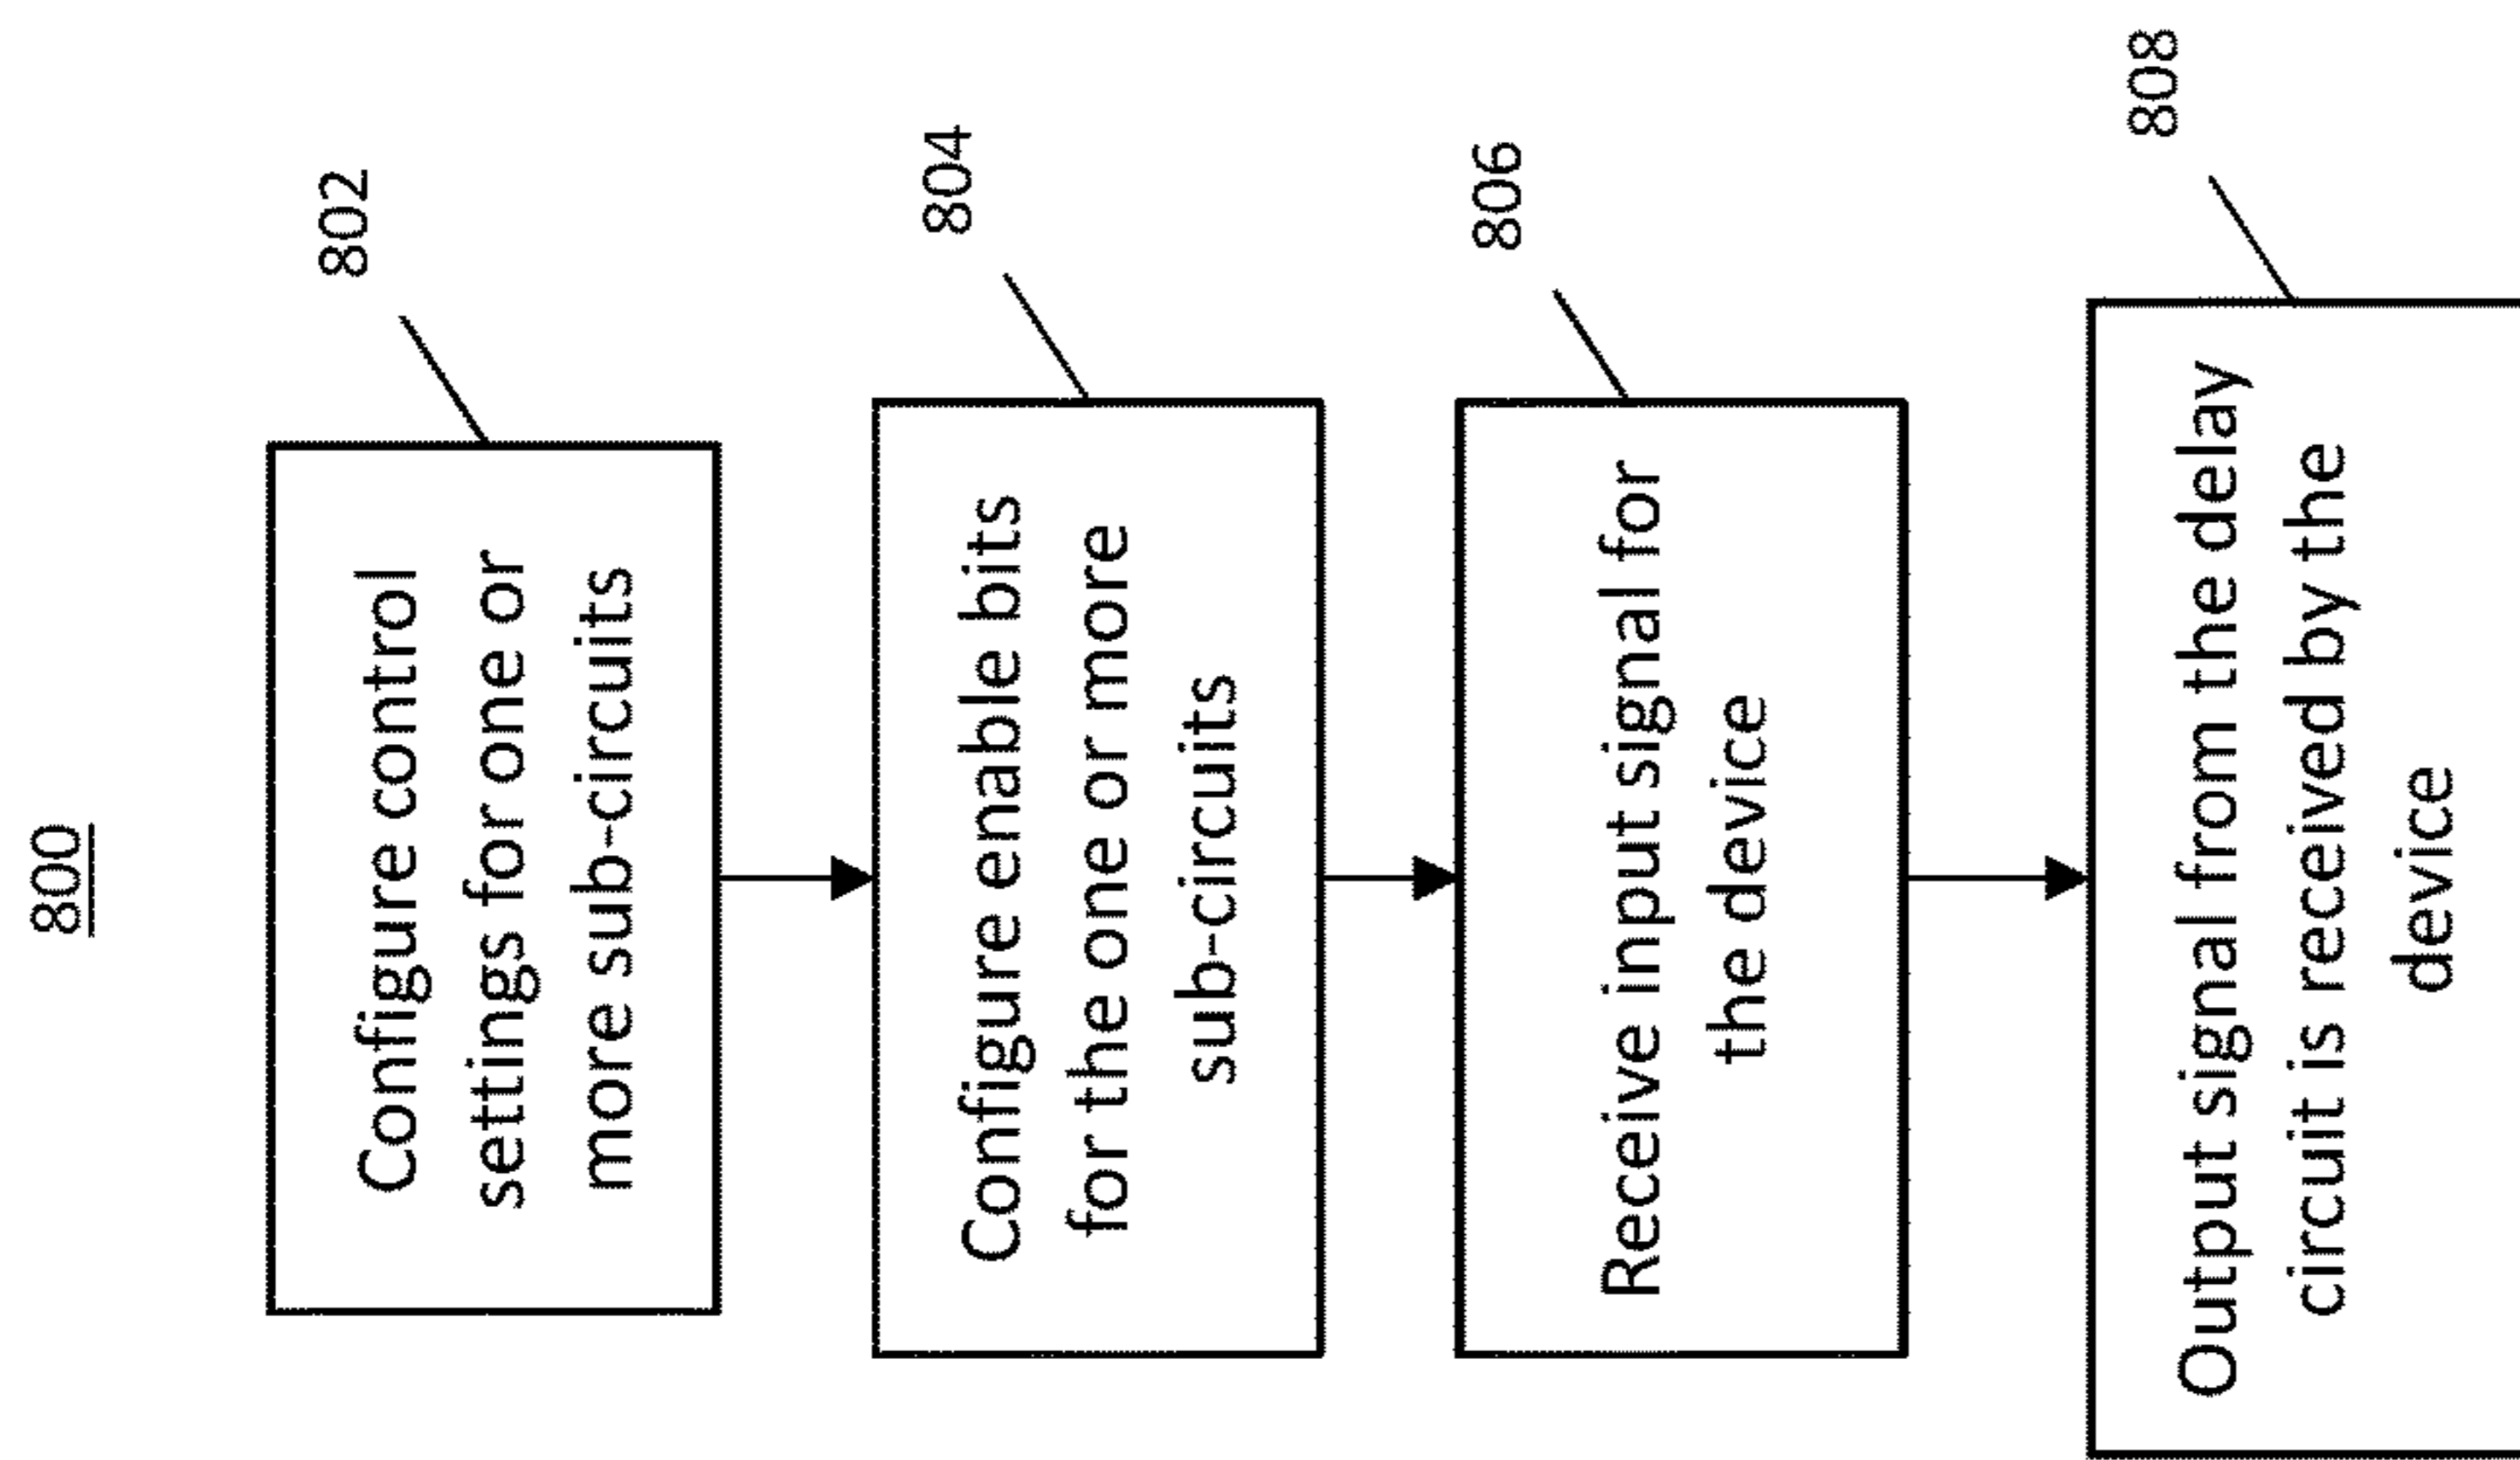 800
802
Configure control
settings for one or
more sub-circuits
804
Configure enable bits
for the one or more
sub-circuits
806
Receive input signal for
the device
808
Output signal from the delay
circuit is received by the
device